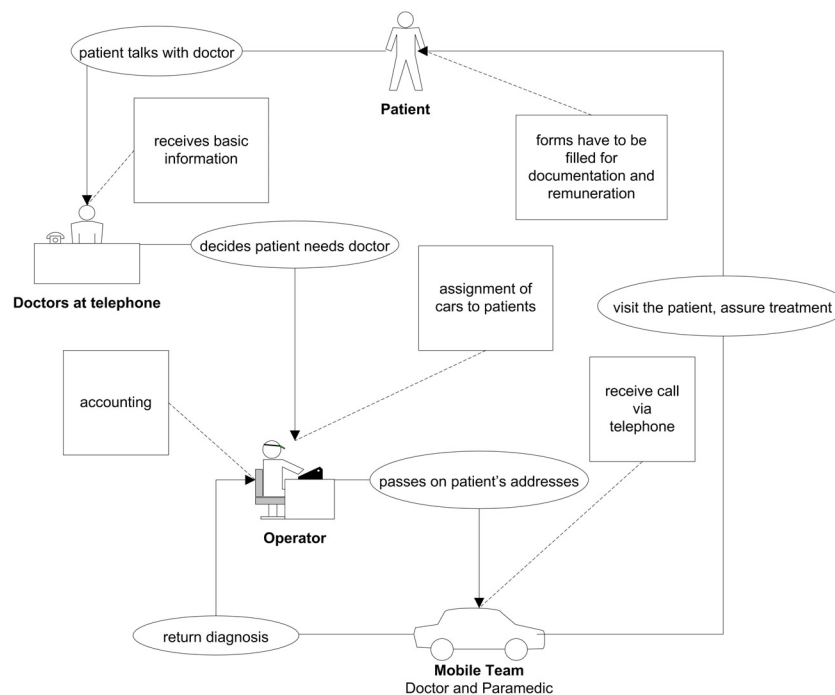 patient talks with doctor
Patient
receives basic
information
forms have to be
filled for
documentation and
remuneration
decides patient needs doctor
Doctors at telephone
assignment of
cars to patients
visit the patient, assure treatment
accounting
receive call
via
telephone
passes on patient's addresses
Operator
return diagnosis
Mobile Team
Doctor and Paramedic